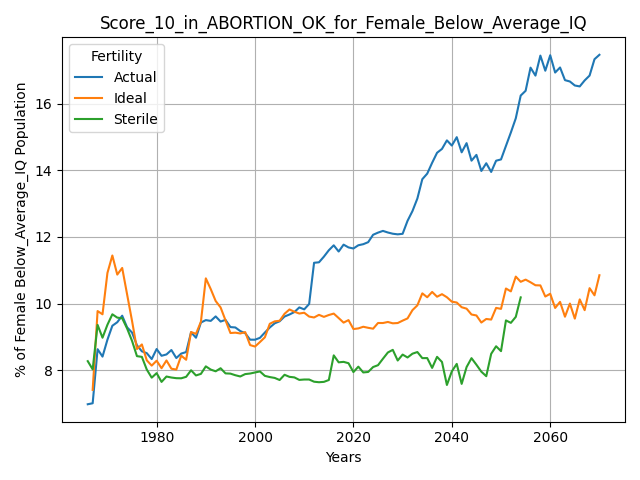 Score_10_in_ABORTION_OK_for_Female_Below_Average_IQ
Fertility
Actual
Ideal
Sterile
% of Female Below_Average_IQ Population
16
14
12
10
8
1980 2000 2020 2040 2060
Years